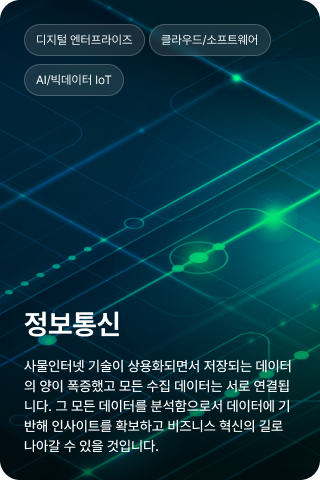 디지털 엔터프라이즈 클라우드/소프트웨어
AI/빅데이터 IoT
정보통신
사물인터넷 기술이 상용화되면서 저장되는 데이터
의 양이 폭증했고 모든 수집 데이터는 서로 연결됩
니다. 그 모든 데이터를 분석함으로서 데이터에 기
반해 인사이트를 확보하고 비즈니스 혁신의 길로
나아갈 수 있을 것입니다.